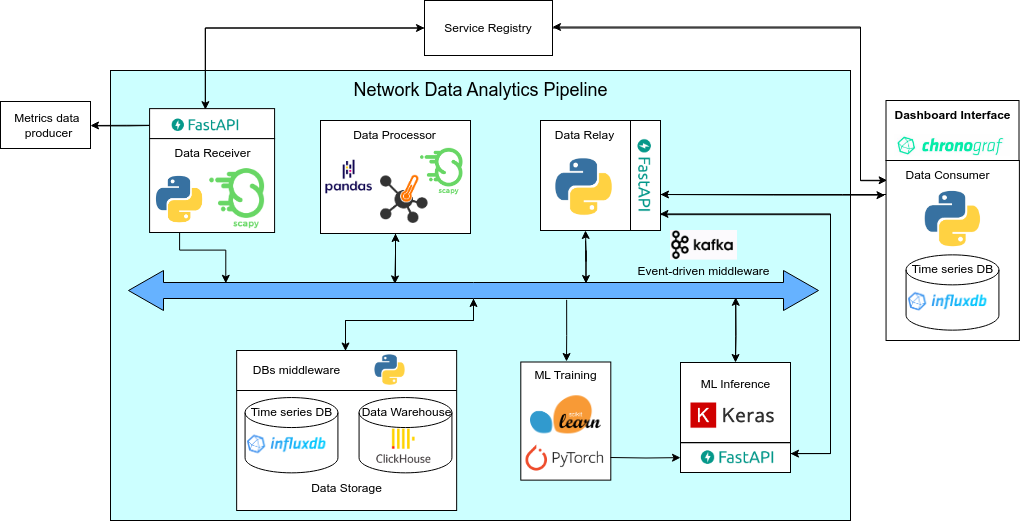 Service Registry
Network Data Analytics Pipeline
Metrics data
producer
FastAPI
Data Receiver
scapy
Data Processor
pandas
scapy
Data Relay
FastAPI
kafka
Event-driven middleware
Dashboard Interface
chronograf
Data Consumer
Time series DB
influxdb
DBs middleware
Time series DB
influxdb
Data Warehouse
ClickHouse
Data Storage
ML Training
scikit
learn
PyTorch
ML Inference
K Keras
FastAPI